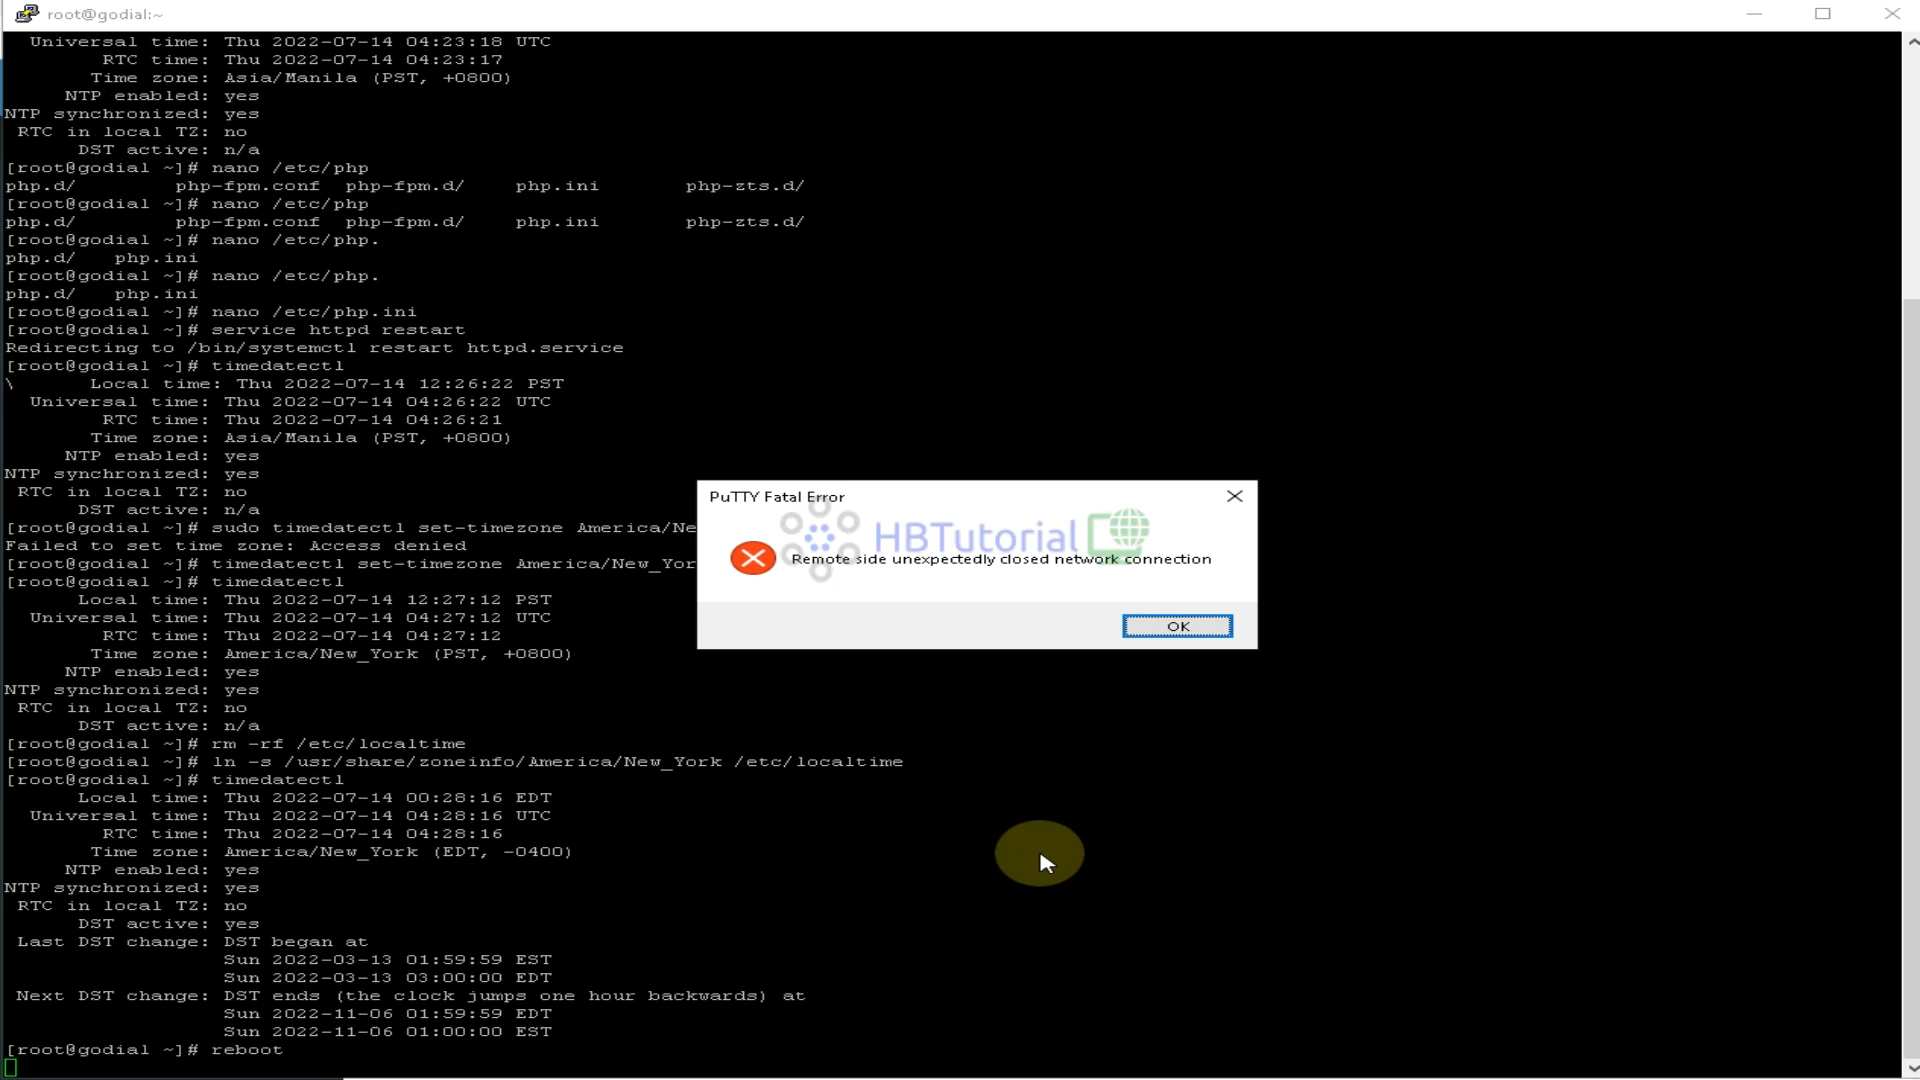 root@godial:~
Universal time: Thu 2022-07-14 04:23:18 UTC
RTC time: Thu 2022-07-14 04:23:17
Time zone: Asia/Manila (PST, +0800)
NTP enabled: yes
NTP synchronized: yes
RTC in local TZ: no
DST active: n/a
[root@godial ~]# nano /etc/php
php.d/ php-fpm.conf php-fpm.d/ php.ini php-zts.d/
[root@godial ~]# nano /etc/php
php.d/ php-fpm.conf php-fpm.d/ php.ini php-zts.d/
[root@godial ~]# nano /etc/php.
php.d/ php.ini
[root@godial ~]# nano /etc/php.
php.d/ php.ini
[root@godial ~]# nano /etc/php.ini
[root@godial ~]# service httpd restart
Redirecting to /bin/systemctl restart httpd.service
[root@godial ~]# timedatectl
\ Local time: Thu 2022-07-14 12:26:22 PST
Universal time: Thu 2022-07-14 04:26:22 UTC
RTC time: Thu 2022-07-14 04:26:21
Time zone: Asia/Manila (PST, +0800)
NTP enabled: yes
NTP synchronized: yes
RTC in local TZ: no
DST active: n/a
[root@godial ~]# sudo timedatectl set-timezone America/Ne
Failed to set time zone: Access denied
[root@godial ~]# timedatectl set-timezone America/New_Yor
[root@godial ~]# timedatectl
Local time: Thu 2022-07-14 12:27:12 PST
Universal time: Thu 2022-07-14 04:27:12 UTC
RTC time: Thu 2022-07-14 04:27:12
Time zone: America/New_York (PST, +0800)
NTP enabled: yes
NTP synchronized: yes
RTC in local TZ: no
DST active: n/a
[root@godial ~]# rm -rf /etc/localtime
[root@godial ~]# ln -s /usr/share/zoneinfo/America/New_York /etc/localtime
[root@godial ~]# timedatectl
Local time: Thu 2022-07-14 00:28:16 EDT
Universal time: Thu 2022-07-14 04:28:16 UTC
RTC time: Thu 2022-07-14 04:28:16
Time zone: America/New_York (EDT, -0400)
NTP enabled: yes
NTP synchronized: yes
RTC in local TZ: no
DST active: yes
Last DST change: DST began at
Sun 2022-03-13 01:59:59 EST
Sun 2022-03-13 03:00:00 EDT
Next DST change: DST ends (the clock jumps one hour backwards) at
Sun 2022-11-06 01:59:59 EDT
Sun 2022-11-06 01:00:00 EST
[root@godial ~]# reboot
PuTTY Fatal Error
HBTutorial
Remote side unexpectedly closed network connection
OK